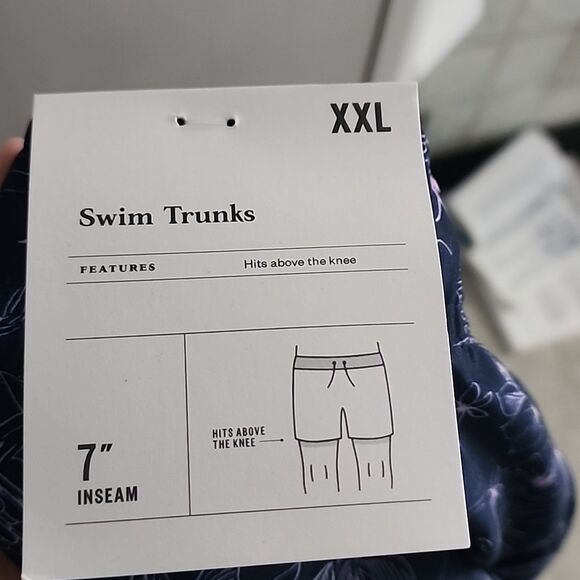 XXL
Swim Trunks
FEATURES Hits above the knee
7"
INSEAM
HITS ABOVE
THE KNEE